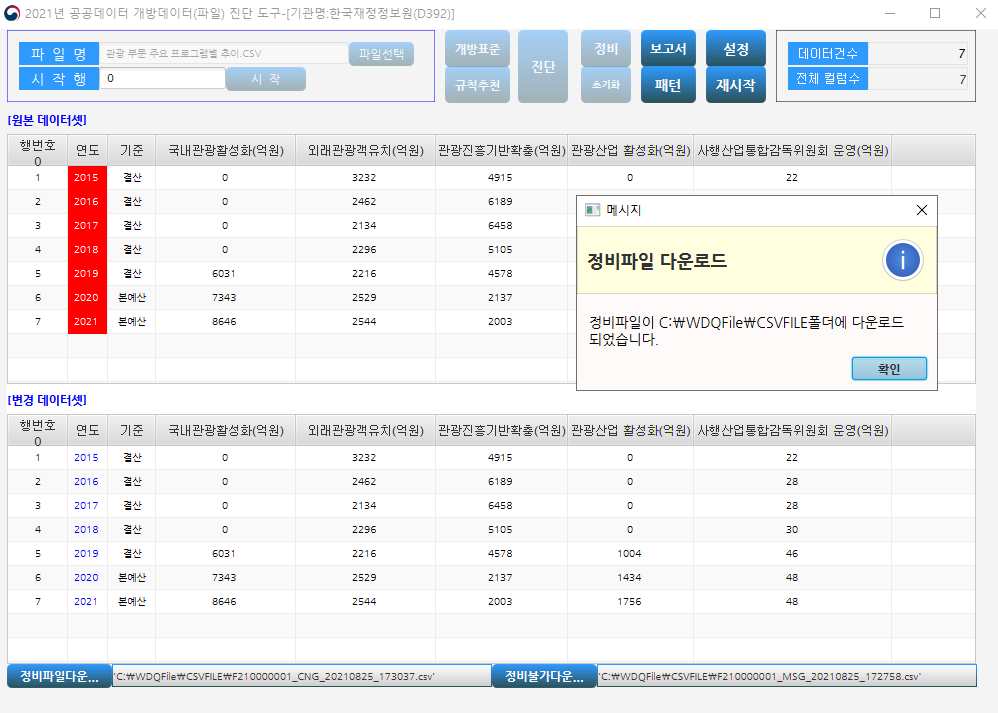 2021년 공공데이터 개방데이터(파일) 진단 도구-[기관명:한국재정정보원(D392)]
파 일 명 관광 부문 주요 프로그램별 추이.CSV 파일선택
시 작 행 0 시 작
개방표준 진단 정비 보고서 설정
규칙추천 초기화 패턴 재시작
데이터건수 7
전체 컬럼수 7
[원본 데이터셋]
행번호 연도 기준 국내관광활성화(억원) 외래관광객유치(억원) 관광진흥기반확충(억원) 관광산업 활성화(억원) 사행산업통합감독위원회 운영(억원)
0
1 2015 결산 0 3232 4915 0 22
2 2016 결산 0 2462 6189
3 2017 결산 0 2134 6458
4 2018 결산 0 2296 5105
5 2019 결산 6031 2216 4578
6 2020 본예산 7343 2529 2137
7 2021 본예산 8646 2544 2003
메시지
정비파일 다운로드
정비파일이 C:\WDQFile\CSVFILE폴더에 다운로드
되었습니다.
확인
[변경 데이터셋]
행번호 연도 기준 국내관광활성화(억원) 외래관광객유치(억원) 관광진흥기반확충(억원) 관광산업 활성화(억원) 사행산업통합감독위원회 운영(억원)
0
1 2015 결산 0 3232 4915 0 22
2 2016 결산 0 2462 6189 0 28
3 2017 결산 0 2134 6458 0 28
4 2018 결산 0 2296 5105 0 30
5 2019 결산 6031 2216 4578 1004 46
6 2020 본예산 7343 2529 2137 1434 48
7 2021 본예산 8646 2544 2003 1756 48
정비파일다운... 'C:\WDQFile\CSVFILE\F210000001_CNG_20210825_173037.csv' 정비불가다운... 'C:\WDQFile\CSVFILE\F210000001_MSG_20210825_172758.csv'